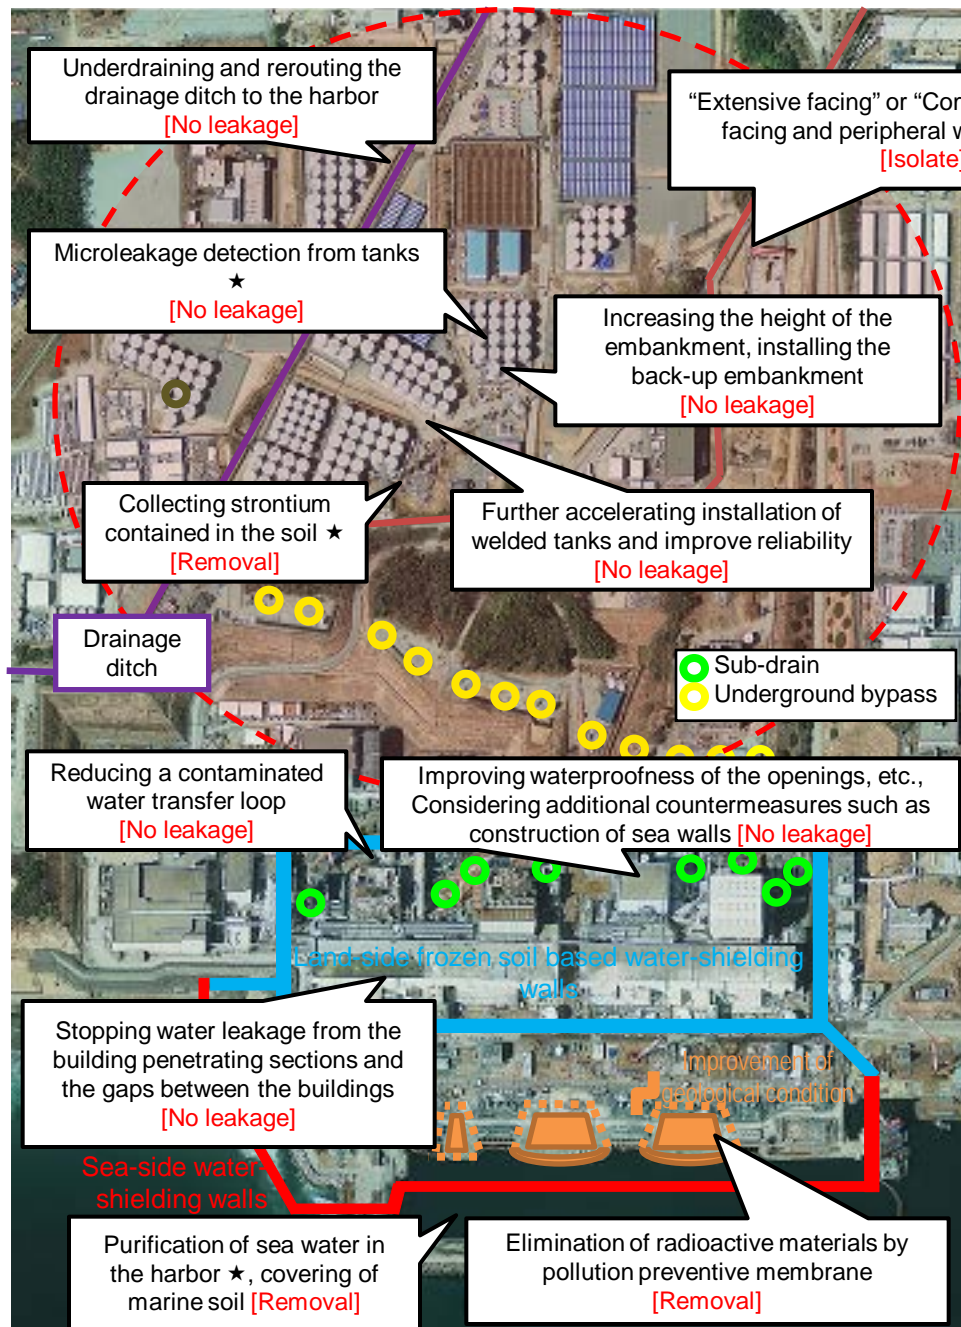 Underdraining and rerouting the
drainage ditch to the harbor
[No leakage]
“Extensive facing” or
facing and peripheral
[Isolate]
Microleakage detection from tanks
★
[No leakage]
Increasing the height of the
embankment, installing the
back-up embankment
[No leakage]
Collecting strontium
contained in the soil ★
[Removal]
Further accelerating installation of
welded tanks and improve reliability
[No leakage]
Drainage
ditch
Sub-drain
Underground bypass
Reducing a contaminated
water transfer loop
[No leakage]
Improving waterproofness of the openings, etc.,
Considering additional countermeasures such as
construction of sea walls [No leakage]
Land-side frozen soil based water-shielding
walls
Stopping water leakage from the
building penetrating sections and
the gaps between the buildings
[No leakage]
Improvement of
geological condition
Sea-side water-
shielding walls
Purification of sea water in
the harbor ★, covering of
marine soil [Removal]
Elimination of radioactive materials by
pollution preventive membrane
[Removal]